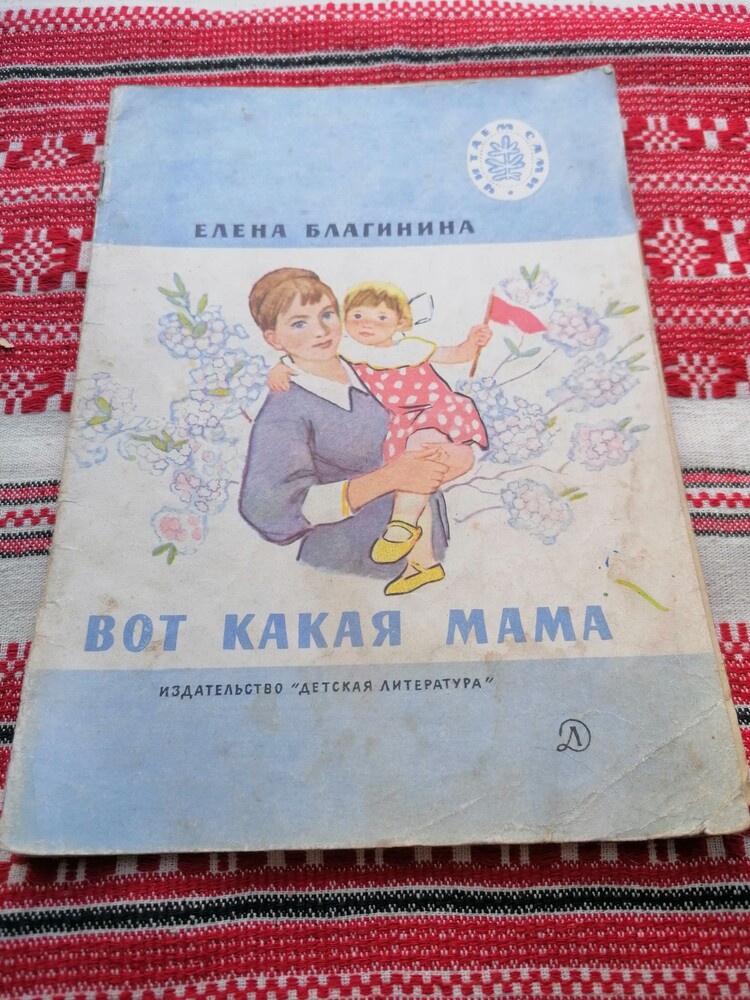 ЧИТАЕМ САМИ
ЕЛЕНА БЛАГИНИНА
ВОТ КАКАЯ МАМА
ИЗДАТЕЛЬСТВО "ДЕТСКАЯ ЛИТЕРАТУРА"
Д